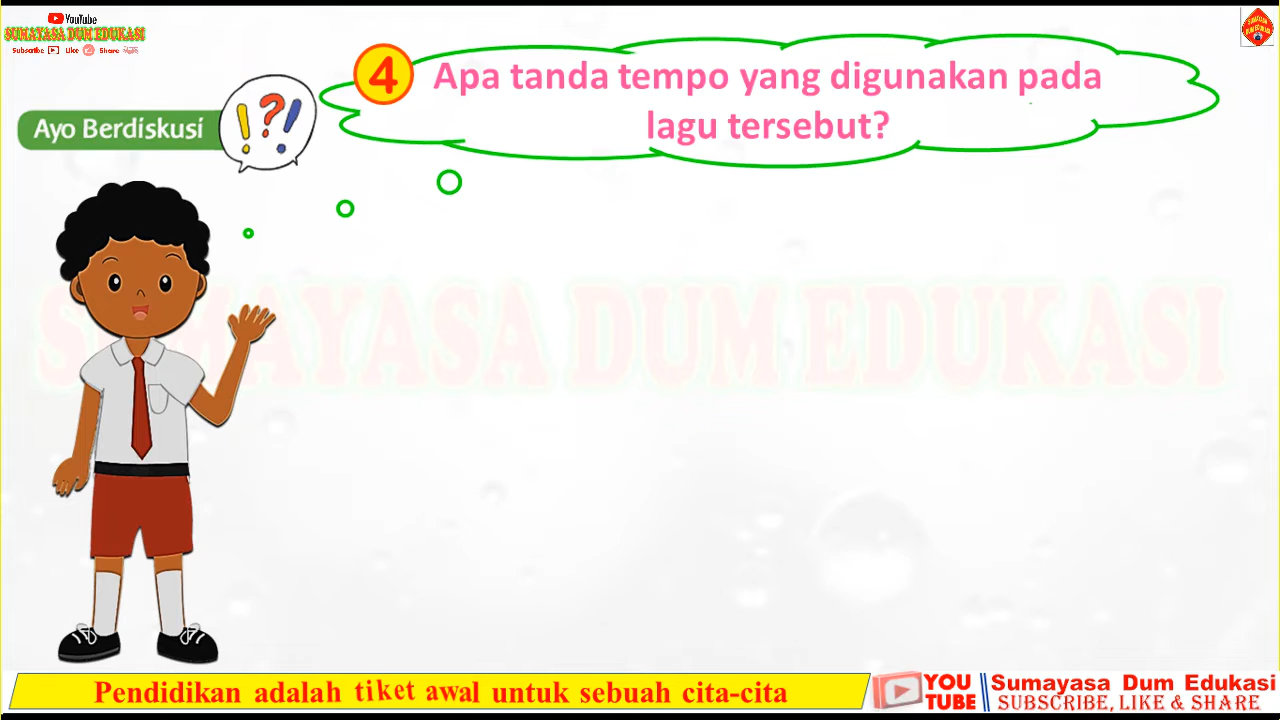 YouTube
SUMAYASA DUM EDUKASI
Subscribe Like Share
4 Apa tanda tempo yang digunakan pada
lagu tersebut?
Ayo Berdiskusi
!?!
SUMAYASA DUM EDUKASI
Pendidikan adalah tiket awal untuk sebuah cita-cita
YOU
TUBE
Sumayasa Dum Edukasi
SUBSCRIBE, LIKE & SHARE